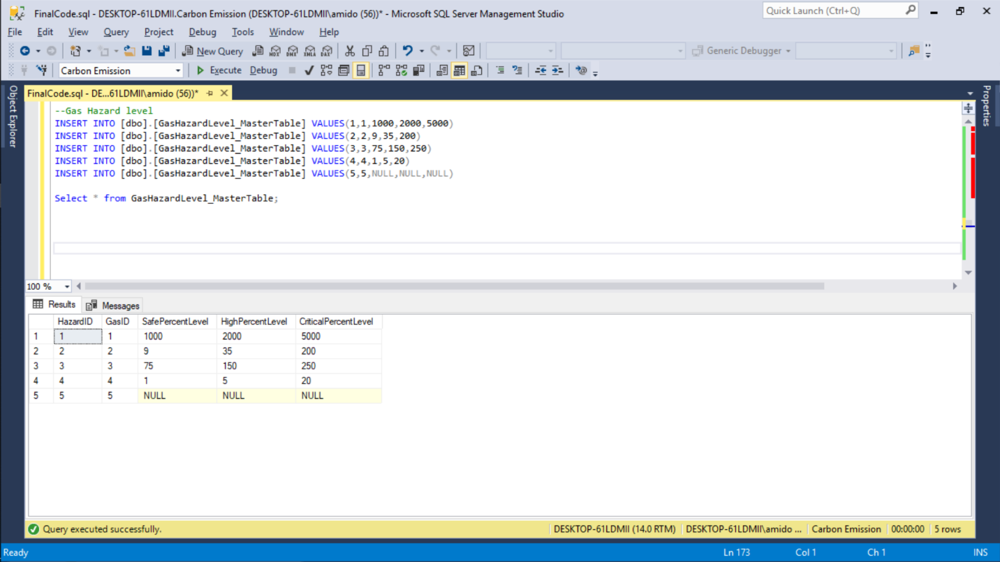 FinalCode.sql - DESKTOP-61LDMII.Carbon Emission (DESKTOP-61LDMII\amido (56))* - Microsoft SQL Server Management Studio
Quick Launch (Ctrl+Q)
File Edit View Query Project Debug Tools Window Help
New Query MDX DMX XMLA DAX Generic Debugger
Carbon Emission Execute Debug
Object Explorer
FinalCode.sql - DE...61LDMII\amido (56))*
Properties
--Gas Hazard level
INSERT INTO [dbo].[GasHazardLevel_MasterTable] VALUES(1,1,1000,2000,5000)
INSERT INTO [dbo].[GasHazardLevel_MasterTable] VALUES(2,2,9,35,200)
INSERT INTO [dbo].[GasHazardLevel_MasterTable] VALUES(3,3,75,150,250)
INSERT INTO [dbo].[GasHazardLevel_MasterTable] VALUES(4,4,1,5,20)
INSERT INTO [dbo].[GasHazardLevel_MasterTable] VALUES(5,5,NULL,NULL,NULL)
Select * from GasHazardLevel_MasterTable;
100 %
Results Messages
HazardID GasID SafePercentLevel HighPercentLevel CriticalPercentLevel
1 1 1 1000 2000 5000
2 2 2 9 35 200
3 3 3 75 150 250
4 4 4 1 5 20
5 5 5 NULL NULL NULL
Query executed successfully. DESKTOP-61LDMII (14.0 RTM) DESKTOP-61LDMII\amido ... Carbon Emission 00:00:00 5 rows
Ready Ln 173 Col 1 Ch 1 INS